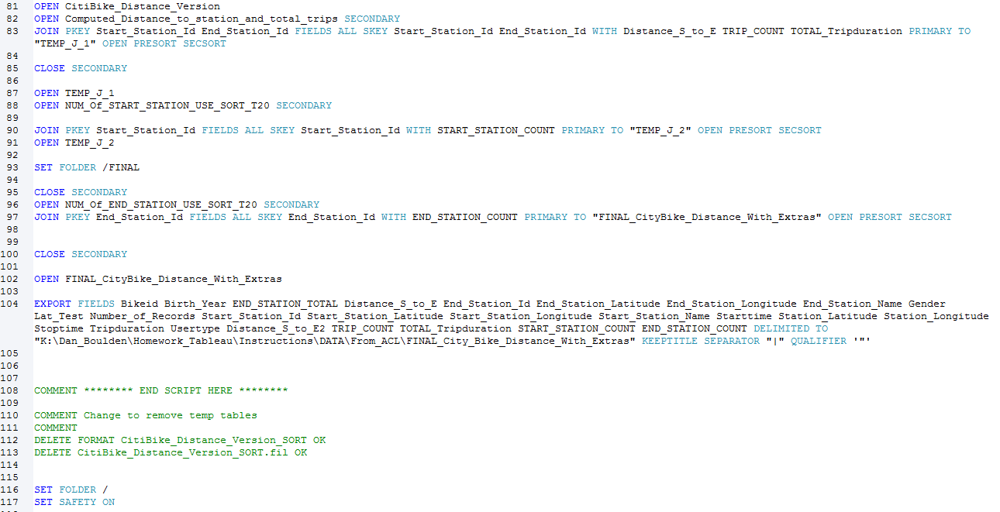 81 OPEN CitiBike_Distance_Version
82 OPEN Computed_Distance_to_station_and_total_trips SECONDARY
83 JOIN PKEY Start_Station_Id End_Station_Id FIELDS ALL SKEY Start_Station_Id End_Station_Id WITH Distance_S_to_E TRIP_COUNT TOTAL_Tripduration PRIMARY TO
"TEMP_J_1" OPEN PRESORT SECSORT
84
85 CLOSE SECONDARY
86
87 OPEN TEMP_J_1
88 OPEN NUM_Of_START_STATION_USE_SORT_T20 SECONDARY
89
90 JOIN PKEY Start_Station_Id FIELDS ALL SKEY Start_Station_Id WITH START_STATION_COUNT PRIMARY TO "TEMP_J_2" OPEN PRESORT SECSORT
91 OPEN TEMP_J_2
92
93 SET FOLDER /FINAL
94
95 CLOSE SECONDARY
96 OPEN NUM_Of_END_STATION_USE_SORT_T20 SECONDARY
97 JOIN PKEY End_Station_Id FIELDS ALL SKEY End_Station_Id WITH END_STATION_COUNT PRIMARY TO "FINAL_CityBike_Distance_With_Extras" OPEN PRESORT SECSORT
98
99
100 CLOSE SECONDARY
101
102 OPEN FINAL_CityBike_Distance_With_Extras
103
104 EXPORT FIELDS Bikeid Birth_Year END_STATION_TOTAL Distance_S_to_E End_Station_Id End_Station_Latitude End_Station_Longitude End_Station_Name Gender
Lat_Test Number_of_Records Start_Station_Id Start_Station_Latitude Start_Station_Longitude Start_Station_Name Starttime Station_Latitude Station_Longitude
Stoptime Tripduration Usertype Distance_S_to_E2 TRIP_COUNT TOTAL_Tripduration START_STATION_COUNT END_STATION_COUNT DELIMITED TO
"K:\Dan_Boulden\Homework_Tableau\Instructions\DATA\From_ACL\FINAL_City_Bike_Distance_With_Extras" KEEPTITLE SEPARATOR "|" QUALIFIER '"'
105
106
107
108 COMMENT ******** END SCRIPT HERE ********
109
110 COMMENT Change to remove temp tables
111 COMMENT
112 DELETE FORMAT CitiBike_Distance_Version_SORT OK
113 DELETE CitiBike_Distance_Version_SORT.fil OK
114
115
116 SET FOLDER /
117 SET SAFETY ON